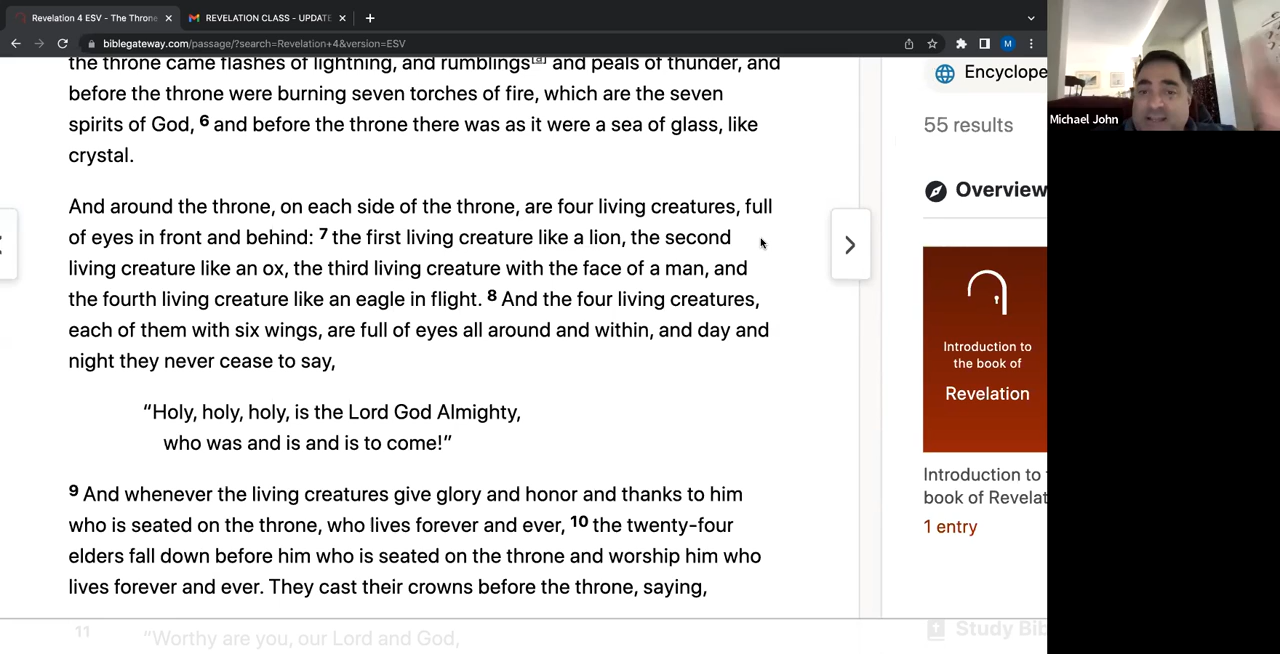 Revelation 4 ESV - The Throne
REVELATION CLASS - UPDATE
biblegateway.com/passage/?search=Revelation+4&version=ESV
M
the throne came flashes of lightning, and rumblings[a] and peals of thunder, and
before the throne were burning seven torches of fire, which are the seven
spirits of God, 6 and before the throne there was as it were a sea of glass, like
crystal.
And around the throne, on each side of the throne, are four living creatures, full
of eyes in front and behind: 7 the first living creature like a lion, the second
living creature like an ox, the third living creature with the face of a man, and
the fourth living creature like an eagle in flight. 8 And the four living creatures,
each of them with six wings, are full of eyes all around and within, and day and
night they never cease to say,
“Holy, holy, holy, is the Lord God Almighty,
who was and is and is to come!”
9 And whenever the living creatures give glory and honor and thanks to him
who is seated on the throne, who lives forever and ever, 10 the twenty-four
elders fall down before him who is seated on the throne and worship him who
lives forever and ever. They cast their crowns before the throne, saying,
11 “Worthy are you, our Lord and God,
Encyclope
55 results
Overview
Introduction to
the book of
Revelation
Introduction to
book of Revelat
1 entry
Study Bib
Michael John